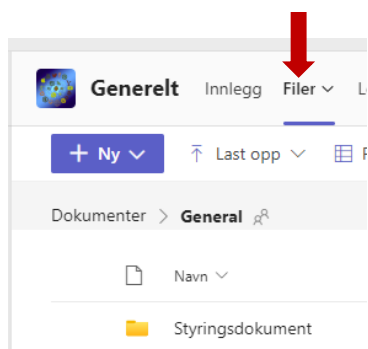 Generelt Innlegg Filer
+ Ny Last opp
Dokumenter > General
Navn
Styringsdokument